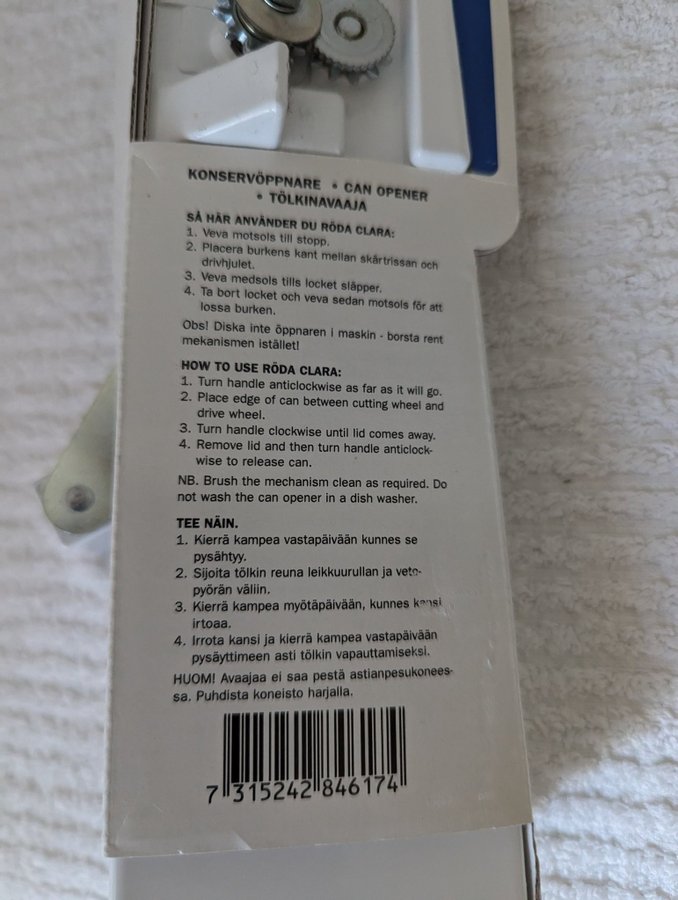 KONSERVÖPPNARE • CAN OPENER
• TÖLKINAVAAJA
SÅ HÄR ANVÄNDER DU RÖDA CLARA:
1. Veva motsols till stopp.
2. Placera burkens kant mellan skärtrissan och
drivhjulet.
3. Veva medsols tills locket släpper.
4. Ta bort locket och veva sedan motsols för att
lossa burken.
Obs! Diska inte öppnaren i maskin - borsta rent
mekanismen istället!
HOW TO USE RÖDA CLARA:
1. Turn handle anticlockwise as far as it will go.
2. Place edge of can between cutting wheel and
drive wheel.
3. Turn handle clockwise until lid comes away.
4. Remove lid and then turn handle anticlock-
wise to release can.
NB. Brush the mechanism clean as required. Do
not wash the can opener in a dish washer.
TEE NÄIN.
1. Kierrä kampea vastapäivään kunnes se
pysähtyy.
2. Sijoita tölkin reuna leikkuurullan ja veto-
pyörän väliin.
3. Kierrä kampea myötäpäivään, kunnes kansi
irtoaa.
4. Irrota kansi ja kierrä kampea vastapäivään
pysäyttimeen asti tölkin vapauttamiseksi.
HUOM! Avaajaa ei saa pestä astianpesukonees-
sa. Puhdista koneisto harjalla.
7 315242 846174